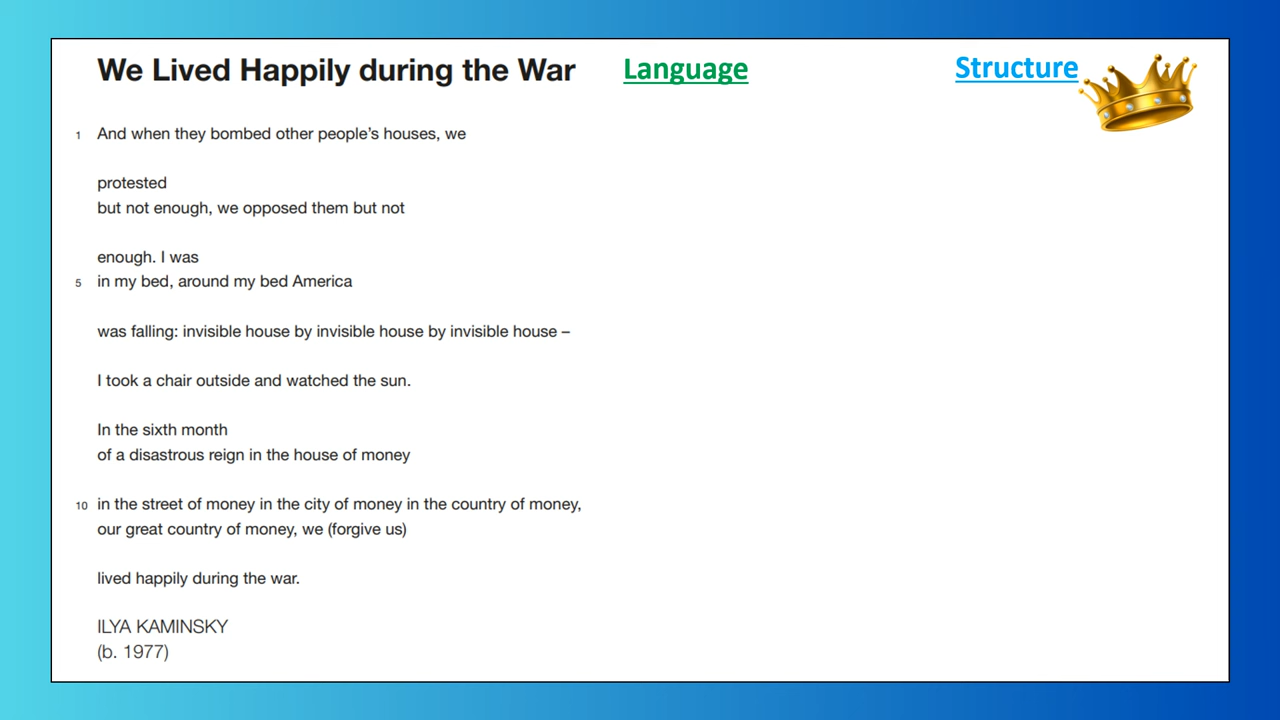 We Lived Happily during the War
Language
Structure
1 And when they bombed other people's houses, we
protested
but not enough, we opposed them but not
enough. I was
5 in my bed, around my bed America
was falling: invisible house by invisible house by invisible house –
I took a chair outside and watched the sun.
In the sixth month
of a disastrous reign in the house of money
10 in the street of money in the city of money in the country of money,
our great country of money, we (forgive us)
lived happily during the war.
ILYA KAMINSKY
(b. 1977)